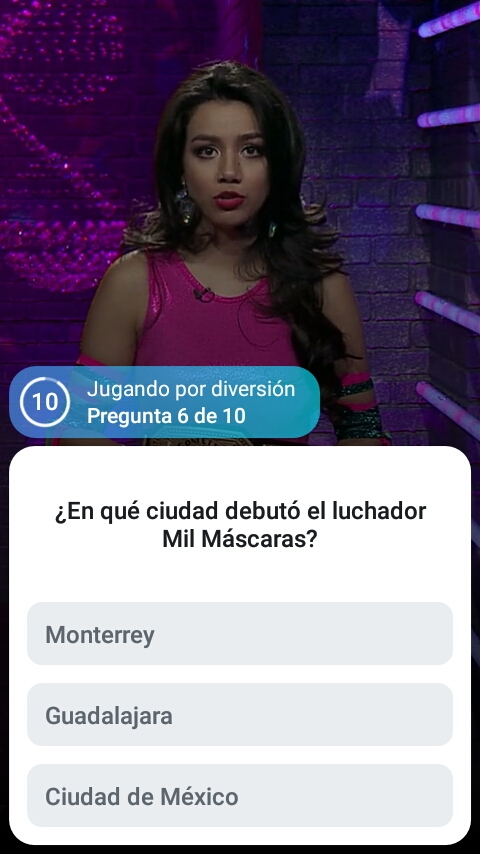 10
Jugando por diversión
Pregunta 6 de 10
¿En qué ciudad debutó el luchador
Mil Máscaras?
Monterrey
Guadalajara
Ciudad de México